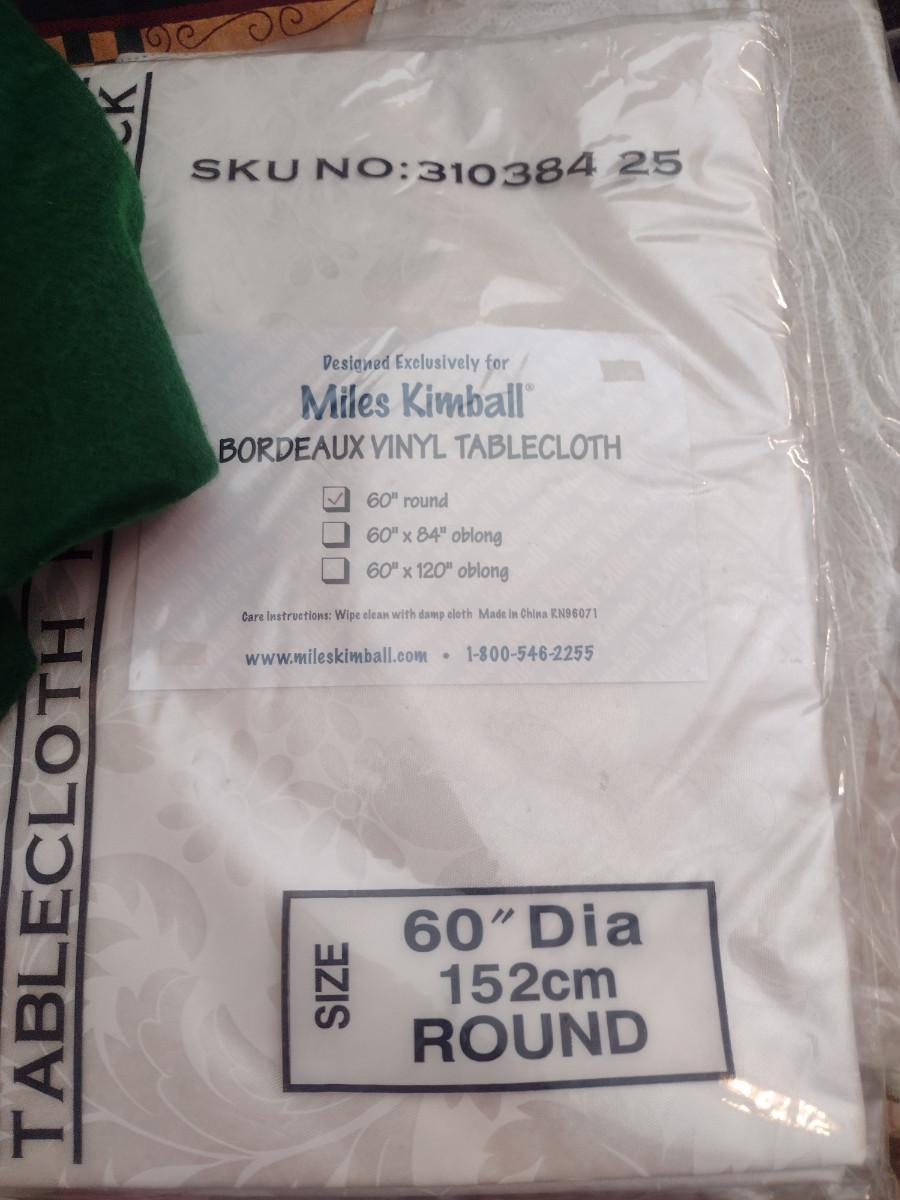 SKU NO:310384 25
Designed Exclusively for
Miles Kimball®
BORDEAUX VINYL TABLECLOTH
60" round
60" x 84" oblong
60" x 120" oblong
Care Instructions: Wipe clean with damp cloth Made in China RN96071
www.mileskimball.com • 1-800-546-2255
TABLECLOTH
SIZE
60" Dia
152cm
ROUND